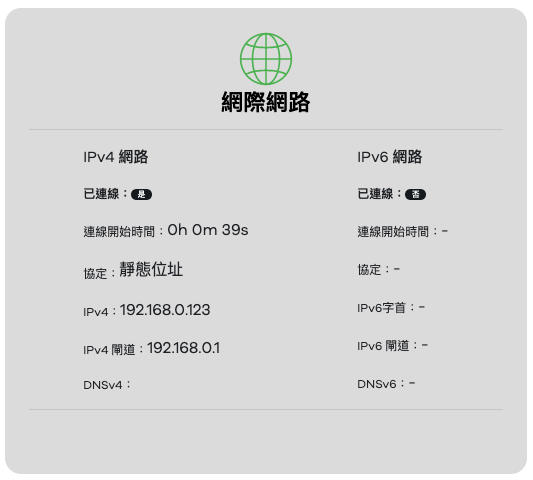 網際網路
IPv4 網路
已連線：是
連線開始時間：0h 0m 39s
協定：靜態位址
IPv4：192.168.0.123
IPv4 閘道：192.168.0.1
DNSv4：
IPv6 網路
已連線：否
連線開始時間：-
協定：-
IPv6字首：-
IPv6 閘道：-
DNSv6：-